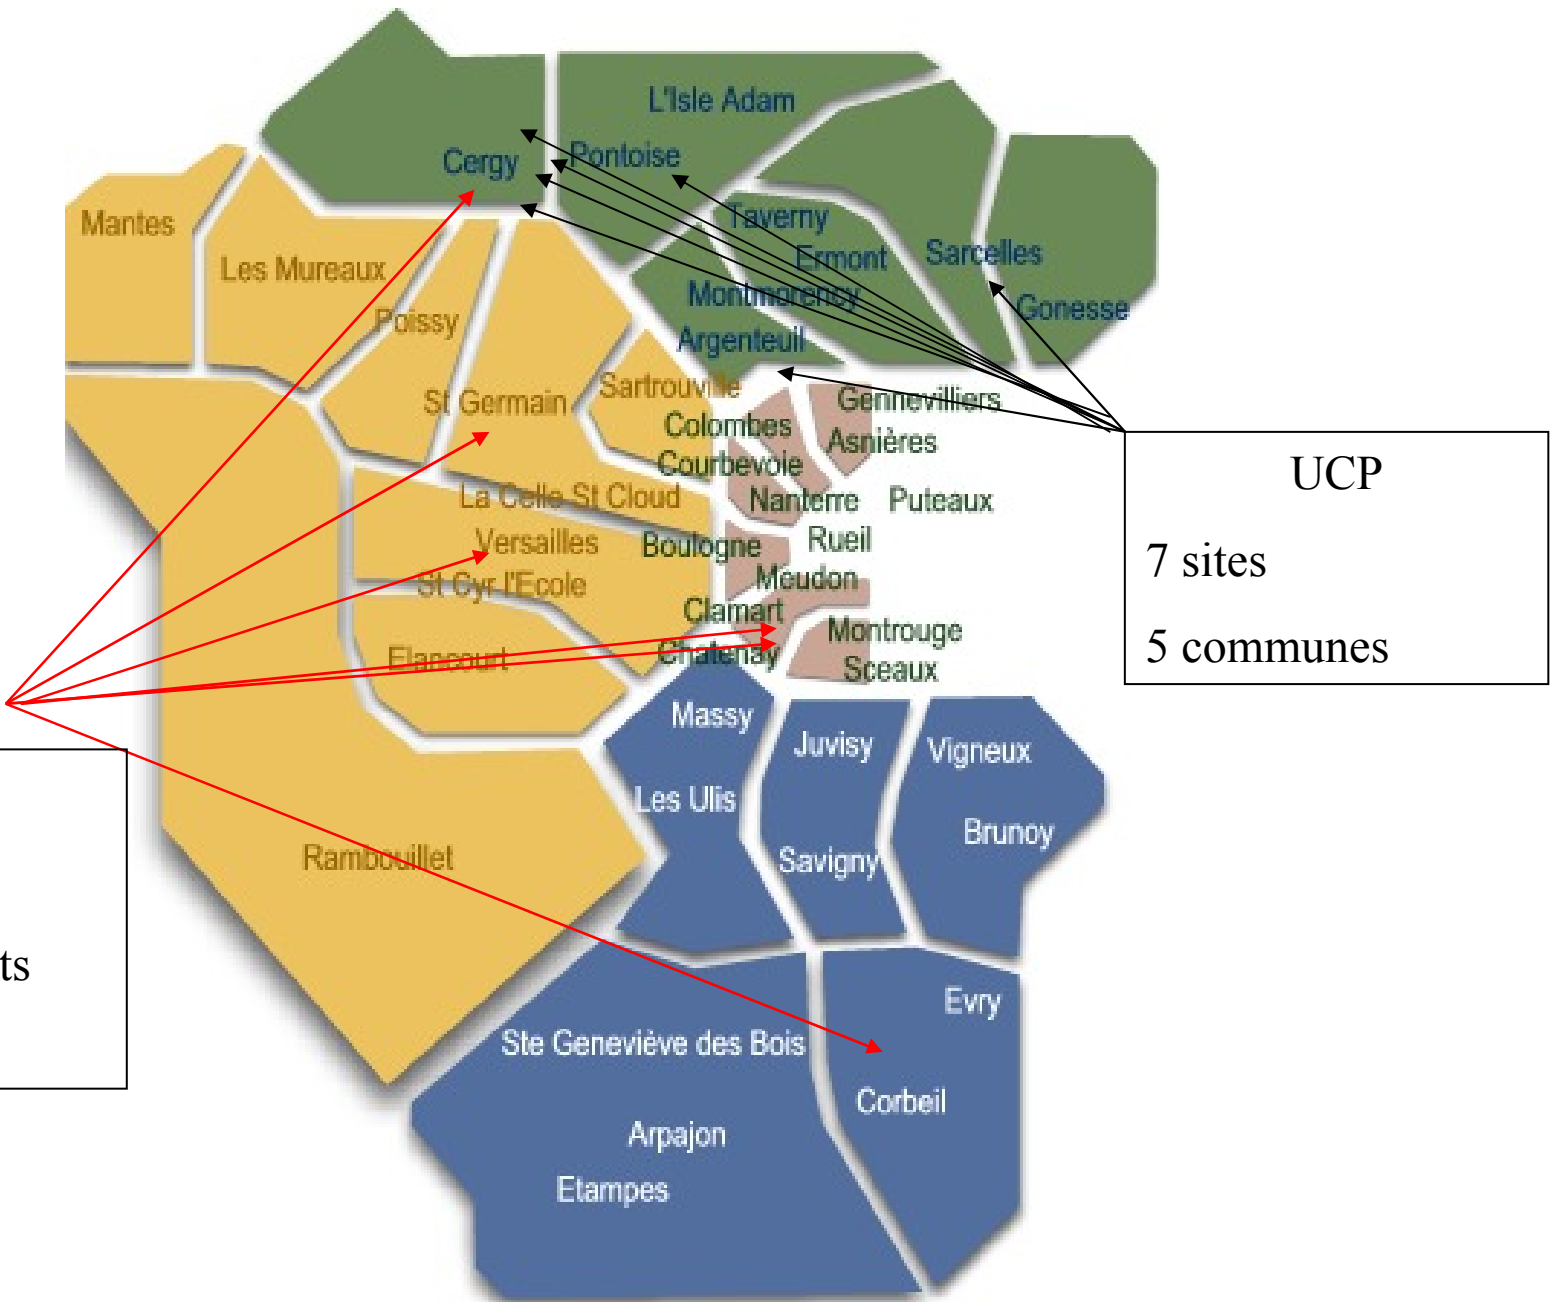 L'Isle Adam
Cergy
Pontoise
Mantes
Taverny
Les Mureaux
Ermont
Sarcelles
Montmorency
Gonesse
Poissy
Argenteuil
Sartrouville
St Germain
Gennevilliers
Colombes
Asnières
Courbevoie
La Celle St Cloud
Nanterre
Puteaux
UCP
7 sites
5 communes
Versailles
Boulogne
Rueil
St Cyr l'Ecole
Meudon
Clamart
Montrouge
Elancourt
Chatenay
Sceaux
Massy
Juvisy
Vigneux
Les Ulis
Brunoy
Rambouillet
Savigny
ts
Evry
Ste Geneviève des Bois
Corbeil
Arpajon
Etampes